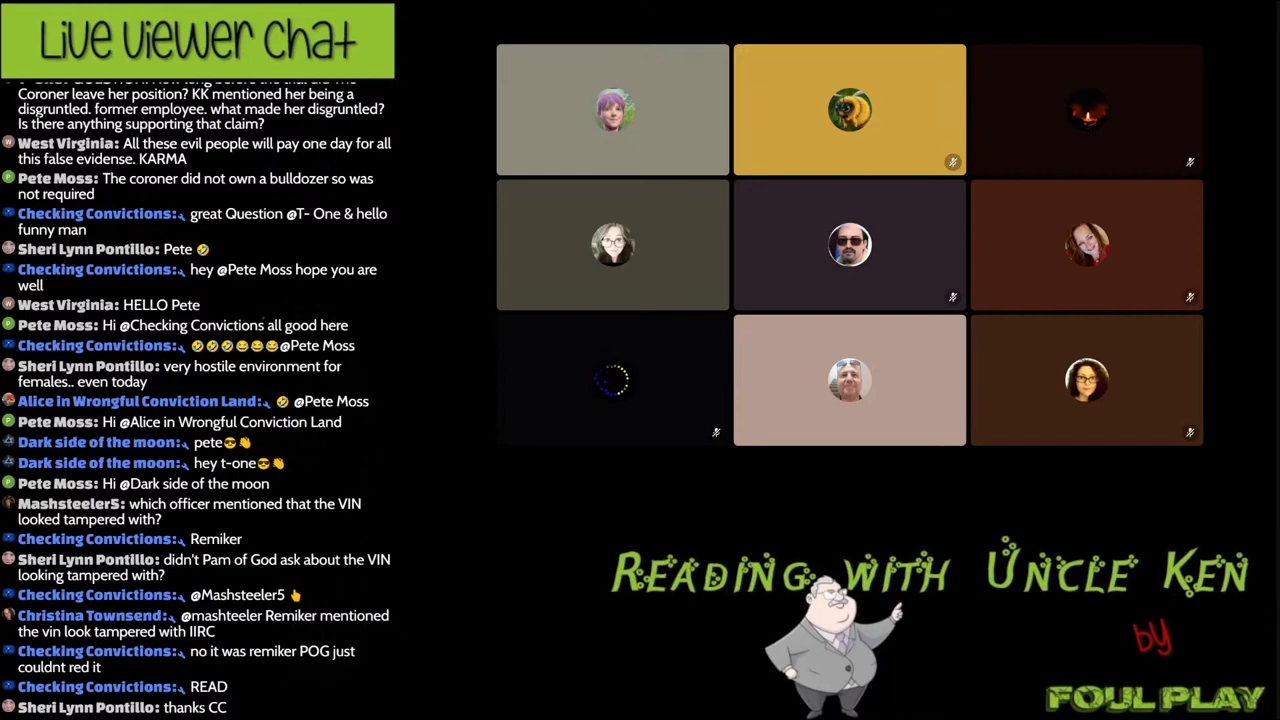 Live Viewer Chat
Coroner leave her position? KK mentioned her being a
disgruntled. former employee. what made her disgruntled?
Is there anything supporting that claim?
West Virginia: All these evil people will pay one day for all
this false evidense. KARMA
Pete Moss: The coroner did not own a bulldozer so was
not required
Checking Convictions: great Question @T- One & hello
funny man
Sheri Lynn Pontillo: Pete 🤣
Checking Convictions: hey @Pete Moss hope you are
well
West Virginia: HELLO Pete
Pete Moss: Hi @Checking Convictions all good here
Checking Convictions: 🤣🤣🤣😂😂😂@Pete Moss
Sheri Lynn Pontillo: very hostile environment for
females.. even today
Alice in Wrongful Conviction Land: 🤣 @Pete Moss
Pete Moss: Hi @Alice in Wrongful Conviction Land
Dark side of the moon: pete😎👏
Dark side of the moon: hey t-one😎👏
Pete Moss: Hi @Dark side of the moon
Mashsteeler5: which officer mentioned that the VIN
looked tampered with?
Checking Convictions: Remiker
Sheri Lynn Pontillo: didn't Pam of God ask about the VIN
looking tampered with?
Checking Convictions: @Mashsteeler5 👆
Christina Townsend: @mashteeler Remiker mentioned
the vin look tampered with IIRC
Checking Convictions: no it was remiker POG just
couldnt red it
Checking Convictions: READ
Sheri Lynn Pontillo: thanks CC
Reading with Uncle Ken
by
FOUL PLAY